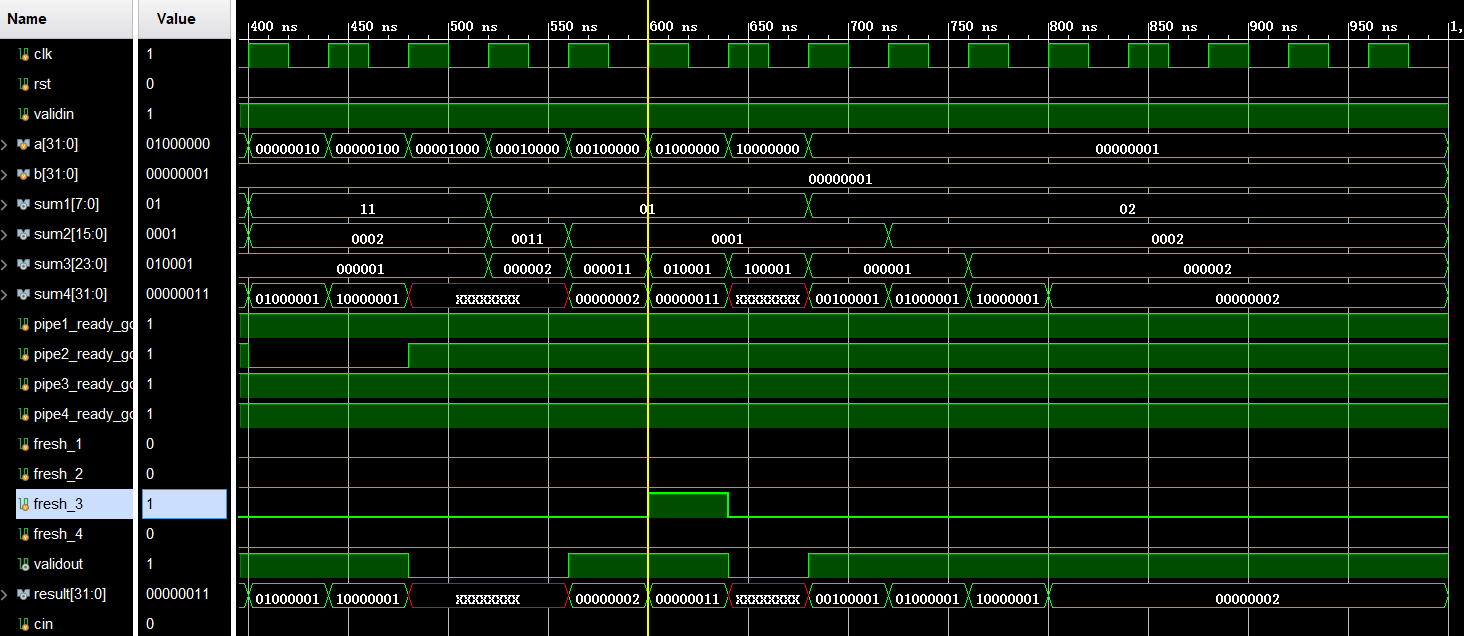 Name Value 400 ns 450 ns 500 ns 550 ns 600 ns 650 ns 700 ns 750 ns 800 ns 850 ns 900 ns 950 ns 1,
clk 1
rst 0
validin 1
a[31:0] 01000000 00000010 00000100 00001000 00010000 00100000 01000000 10000000 00000001
b[31:0] 00000001 00000001
sum1[7:0] 01 11 01 02
sum2[15:0] 0001 0002 0011 0001 0002
sum3[23:0] 010001 000001 000002 000011 010001 100001 000001 000002
sum4[31:0] 00000011 01000001 10000001 XXXXXXXX 00000002 00000011 XXXXXXXX 00100001 01000001 10000001 00000002
pipe1_ready_go 1
pipe2_ready_go 1
pipe3_ready_go 1
pipe4_ready_go 1
fresh_1 0
fresh_2 0
fresh_3 1
fresh_4 0
validout 1
result[31:0] 00000011 01000001 10000001 XXXXXXXX 00000002 00000011 XXXXXXXX 00100001 01000001 10000001 00000002
cin 0